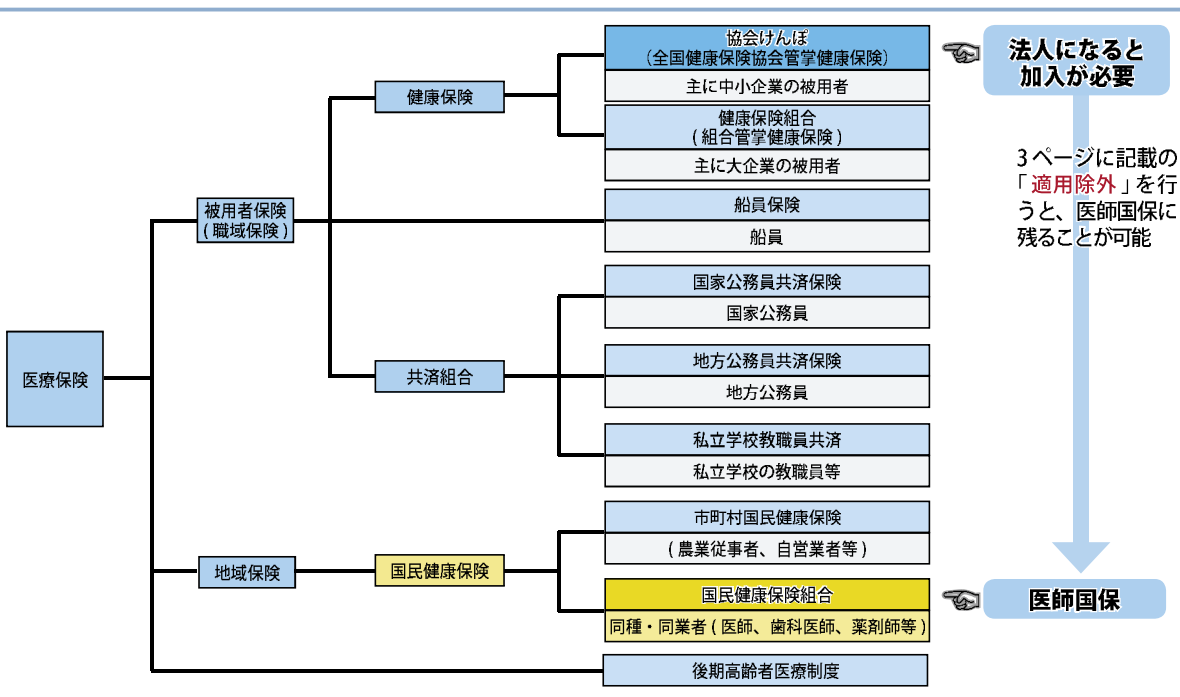 医療保険
被用者保険
(職域保険)
健康保険
協会けんぽ
(全国健康保険協会管掌健康保険)
主に中小企業の被用者
健康保険組合
(組合管掌健康保険)
主に大企業の被用者
船員保険
船員
共済組合
国家公務員共済保険
国家公務員
地方公務員共済保険
地方公務員
私立学校教職員共済
私立学校の教職員等
地域保険
国民健康保険
市町村国民健康保険
(農業従事者、自営業者等)
国民健康保険組合
同種・同業者(医師、歯科医師、薬剤師等)
後期高齢者医療制度
法人になると
加入が必要
3ページに記載の
「適用除外」を行
うと、医師国保に
残ることが可能
医師国保